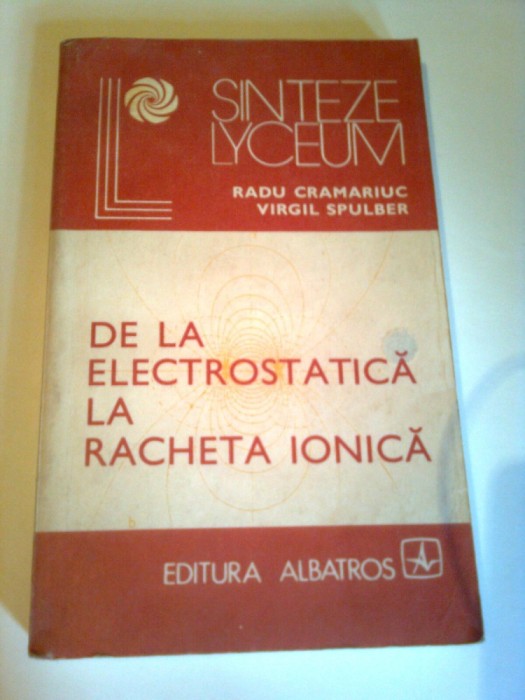 SINTEZE
LYCEUM
RADU CRAMARIUC
VIRGIL SPULBER
DE LA
ELECTROSTATICĂ
LA
RACHETA IONICĂ
b
EDITURA ALBATROS